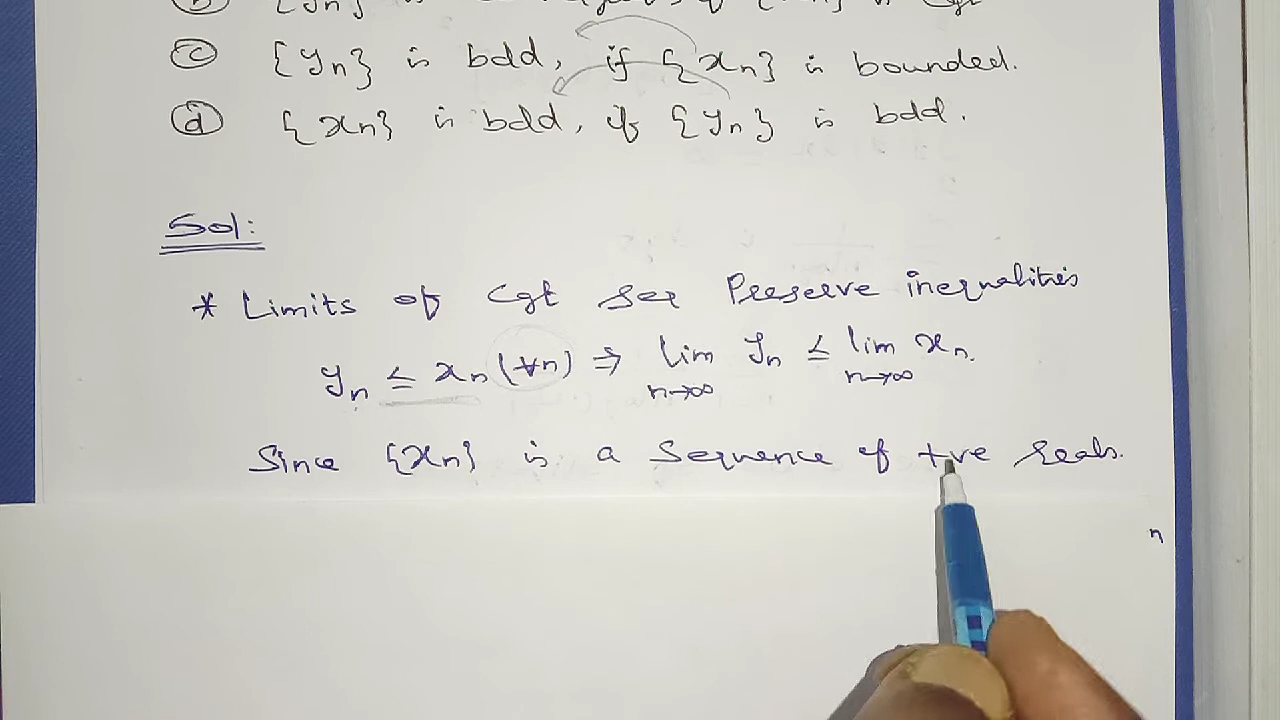 ⓒ {yn} is bdd, if {xn} is bounded.
ⓓ {xn} is bdd, if {yn} is bdd.
Sol:
* Limits of Cgt seq Preserve inequalities
yn ≤ xn (∀n) ⇒ lim n→∞ yn ≤ lim n→∞ xn.
Since {xn} is a sequence of +ve reals.
n